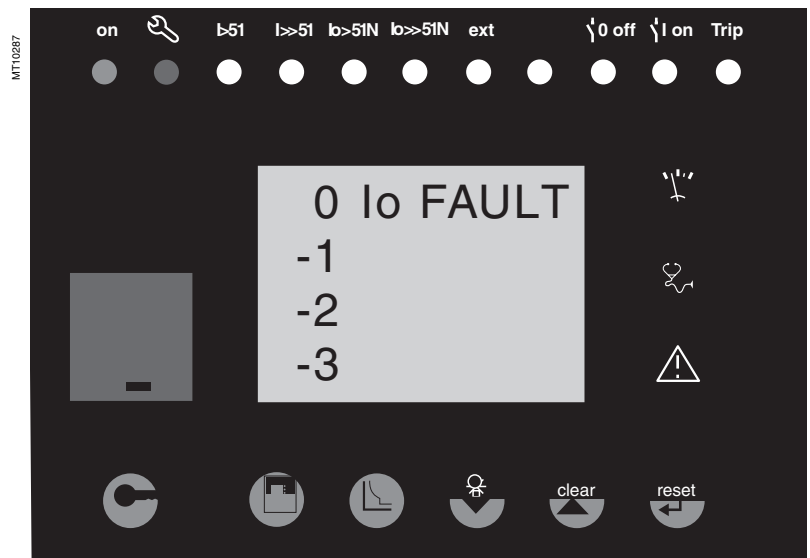 MT10287
on I>51 I>>51 Io>51N Io>>51N ext 0 off I on Trip
0 Io FAULT
-1
-2
-3
clear reset